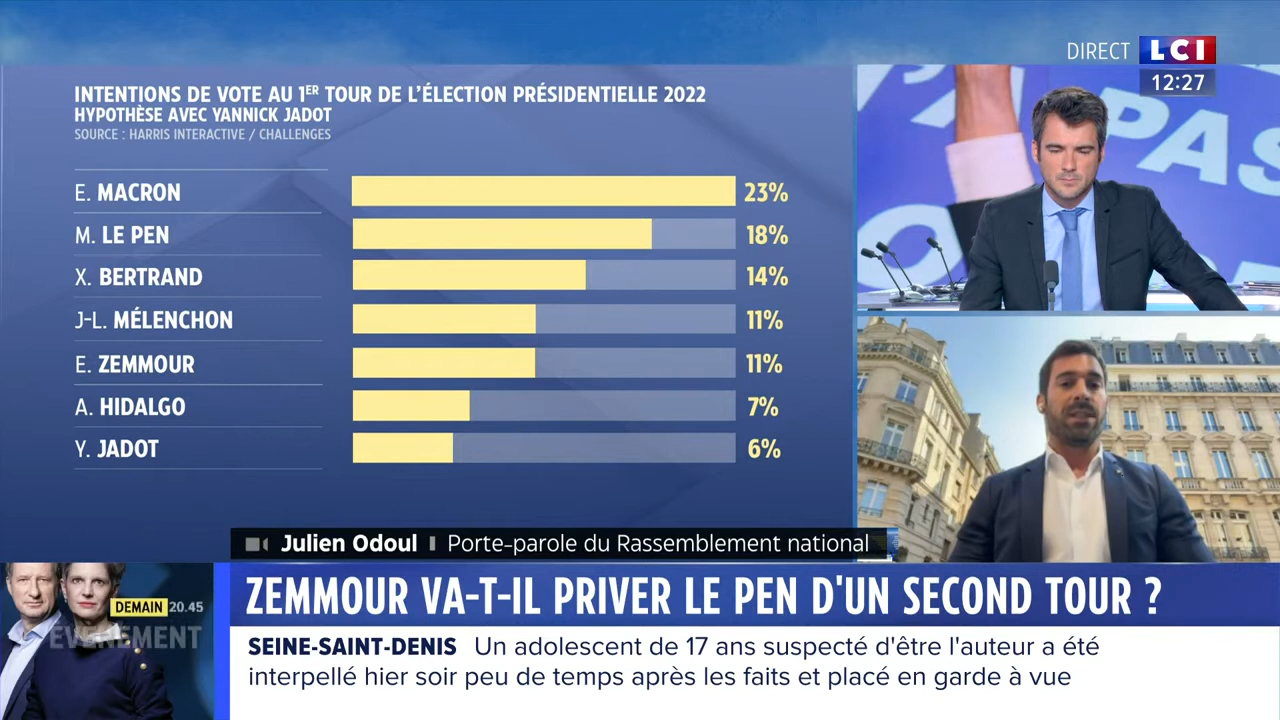 DIRECT LCI
12:27
INTENTIONS DE VOTE AU 1ER TOUR DE L'ÉLECTION PRÉSIDENTIELLE 2022
HYPOTHÈSE AVEC YANNICK JADOT
SOURCE : HARRIS INTERACTIVE / CHALLENGES
E. MACRON 23%
M. LE PEN 18%
X. BERTRAND 14%
J-L. MÉLENCHON 11%
E. ZEMMOUR 11%
A. HIDALGO 7%
Y. JADOT 6%
PAS
Julien Odoul Porte-parole du Rassemblement national
DEMAIN 20.45
ÉVÉNEMENT
ZEMMOUR VA-T-IL PRIVER LE PEN D'UN SECOND TOUR ?
SEINE-SAINT-DENIS Un adolescent de 17 ans suspecté d'être l'auteur a été
interpellé hier soir peu de temps après les faits et placé en garde à vue